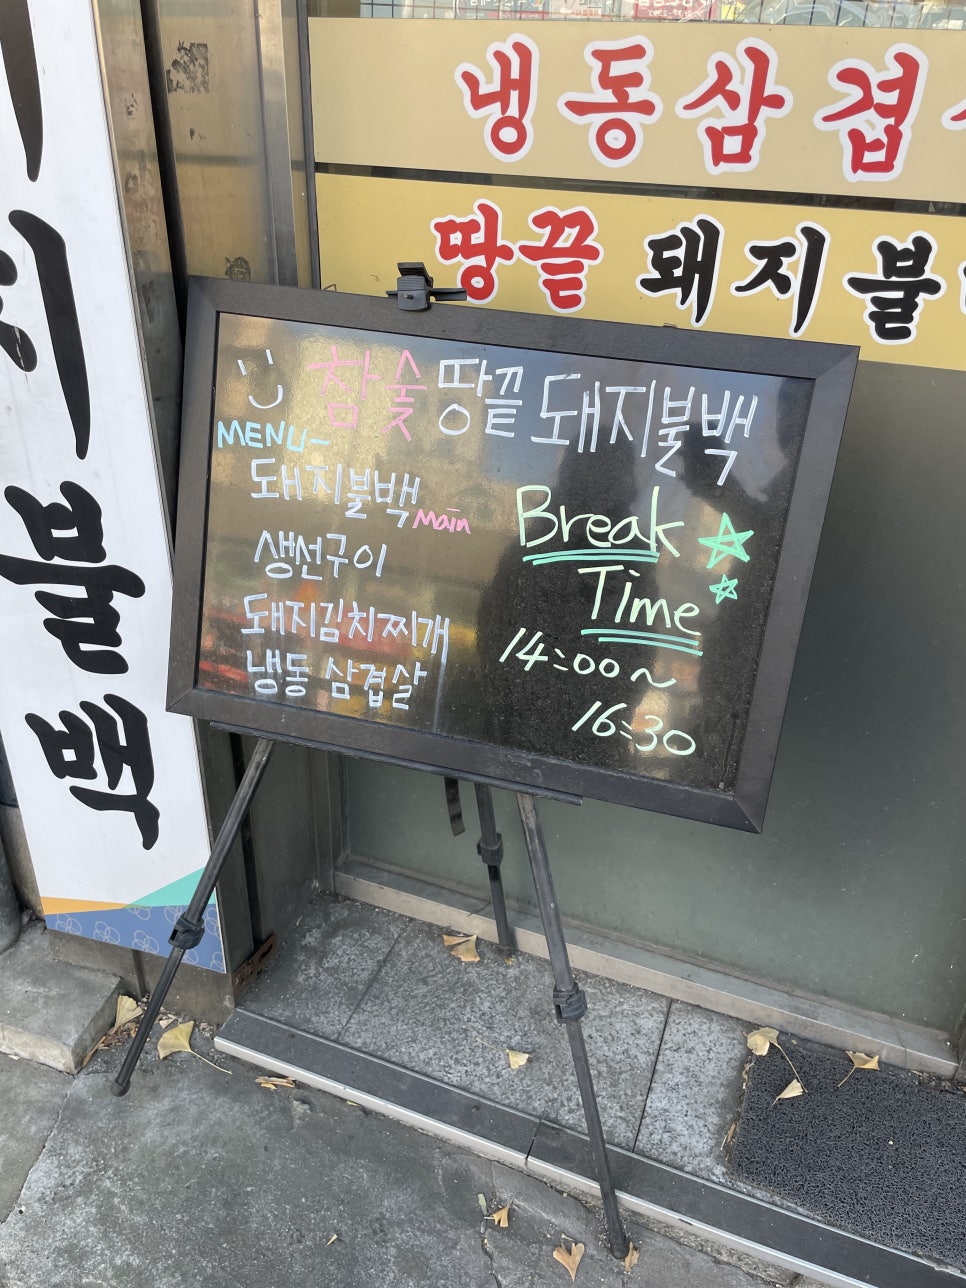 냉동삼겹
땅끝 돼지불
참숯 땅끝 돼지불백
MENU~
돼지불백 Main
생선구이
돼지김치찌개
냉동 삼겹살
Break
Time
14:00~
16:30